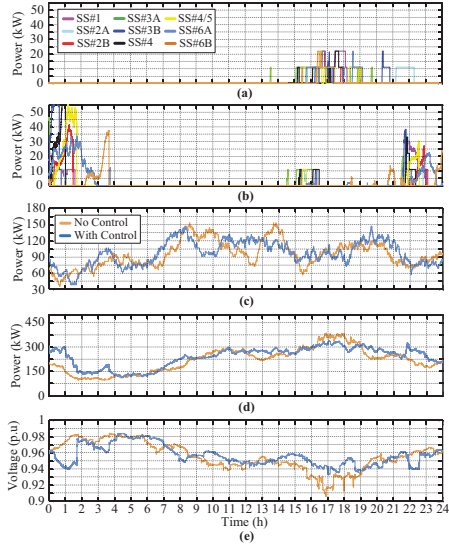 SS#1 SS#3A SS#4/5
SS#2A SS#3B SS#6A
SS#2B SS#4 SS#6B
Power (kW)
50
40
30
20
10
0
(a)
Power (kW)
50
40
30
20
10
1
(b)
Power (kW)
180
150
120
90
60
30
No Control
With Control
(c)
Power (kW)
450
300
150
0
(d)
Voltage (p.u)
1
0.98
0.96
0.94
0.92
0.9
0 1 2 3 4 5 6 7 8 9 10 11 12 13 14 15 16 17 18 19 20 21 22 23 24
Time (h)
(e)